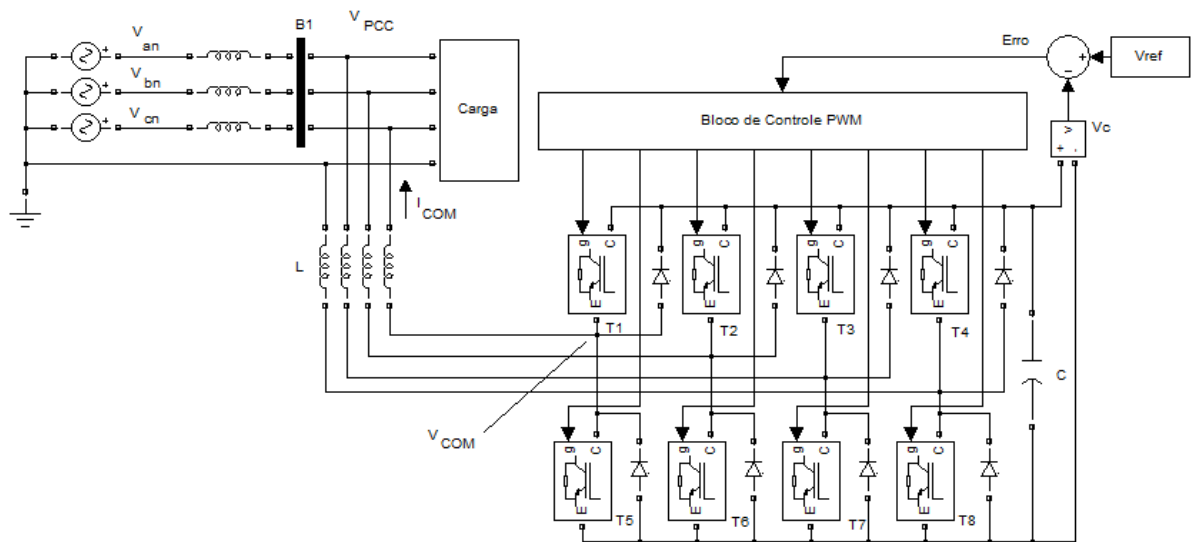 V PCC
B1
V an
V bn
V cn
Carga
Erro
Vref
+
-
Bloco de Controle PWM
Vc
V
+ -
I COM
L
g C
E
T1
g C
E
T2
g C
E
T3
g C
E
T4
C
V COM
g C
E
T5
g C
E
T6
g C
E
T7
g C
E
T8